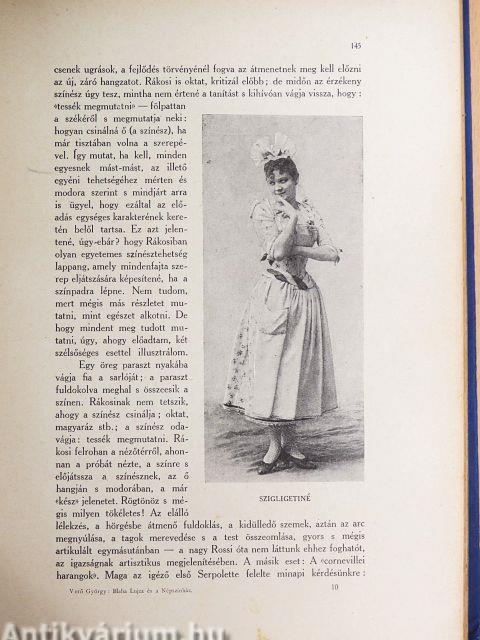 145
csenek ugrások, a fejlődés törvényénél fogva az átmenetnek meg kell előzni
az új, záró hangzatot. Rákosi is oktat, kritizál előbb; de midőn az érzékeny
színész úgy tesz, mintha nem értené a tanítást s kihívóan vágja vissza, hogy:
«tessék megmutatni» — fölpattan
a székéről s megmutatja neki:
hogyan csinálná ő (a színész), ha
már tisztában volna a szerepé-
vel. Így mutat, ha kell, minden
egyesnek mást-mást, az illető
egyéni tehetségéhez mérten és
modora szerint s mindjárt arra
is ügyel, hogy ezáltal az elő-
adás egységes karakterének kere-
tén belől tartsa. Ez azt jelen-
tené, úgy-ebár? hogy Rákosiban
olyan egyetemes színésztehetség
lappang, amely mindenfajta sze-
rep eljátszására képesítené, ha a
színpadra lépne. Nem tudom,
mert mégis más részletet mu-
tatni, mint egészet alkotni. De
hogy mindent meg tudott mu-
tatni, úgy, ahogy előadtam, két
szélsőséges esettel illusztrálom.
Egy öreg paraszt nyakába
vágja fia a sarlóját; a paraszt
fuldokolva meghal s összeesik a
színen. Rákosinak nem tetszik,
ahogy a színész csinálja; oktat,
magyaráz stb.; a színész oda-
vágja: tessék megmutatni. Rá-
kosi felrohan a nézőtérről, ahon-
nan a próbát nézte, a színre s
előjátssza a színésznek, az ő
hangján s modorában, a már
«kész» jelenetet. Rögtönöz s mé-
gis milyen tökéletes! Az elálló
lélekzés, a hörgésbe átmenő fuldoklás, a kidülledő szemek, aztán az arc
megnyúlása, a tagok merevedése s a test összeomlása, gyors s mégis
artikulált egymásutánban — a nagy Rossi óta nem láttunk ehhez foghatót,
az igazságnak artisztikus megjelenítésében. A másik eset: A «cornevillei
harangok». Maga az igéző első Serpolette felelte minapi kérdésünkre:
SZIGLIGETINÉ
Verő György: Blaha Lujza és a Népszínház.
10
Antikvárium.hu